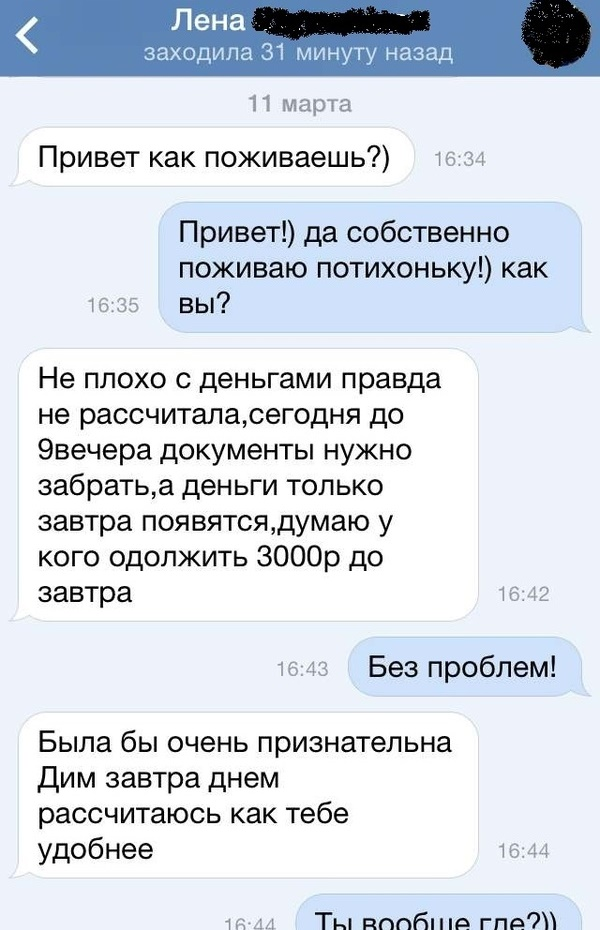 Лена
заходила 31 минуту назад
11 марта
Привет как поживаешь?)
16:34
Привет!) да собственно
поживаю потихоньку!) как
вы?
16:35
Не плохо с деньгами правда
не рассчитала,сегодня до
9вечера документы нужно
забрать,а деньги только
завтра появятся,думаю у
кого одолжить 3000р до
завтра
16:42
Без проблем!
16:43
Была бы очень признательна
Дим завтра днем
рассчитаюсь как тебе
удобнее
16:44
Ты вообще где?))
16:44